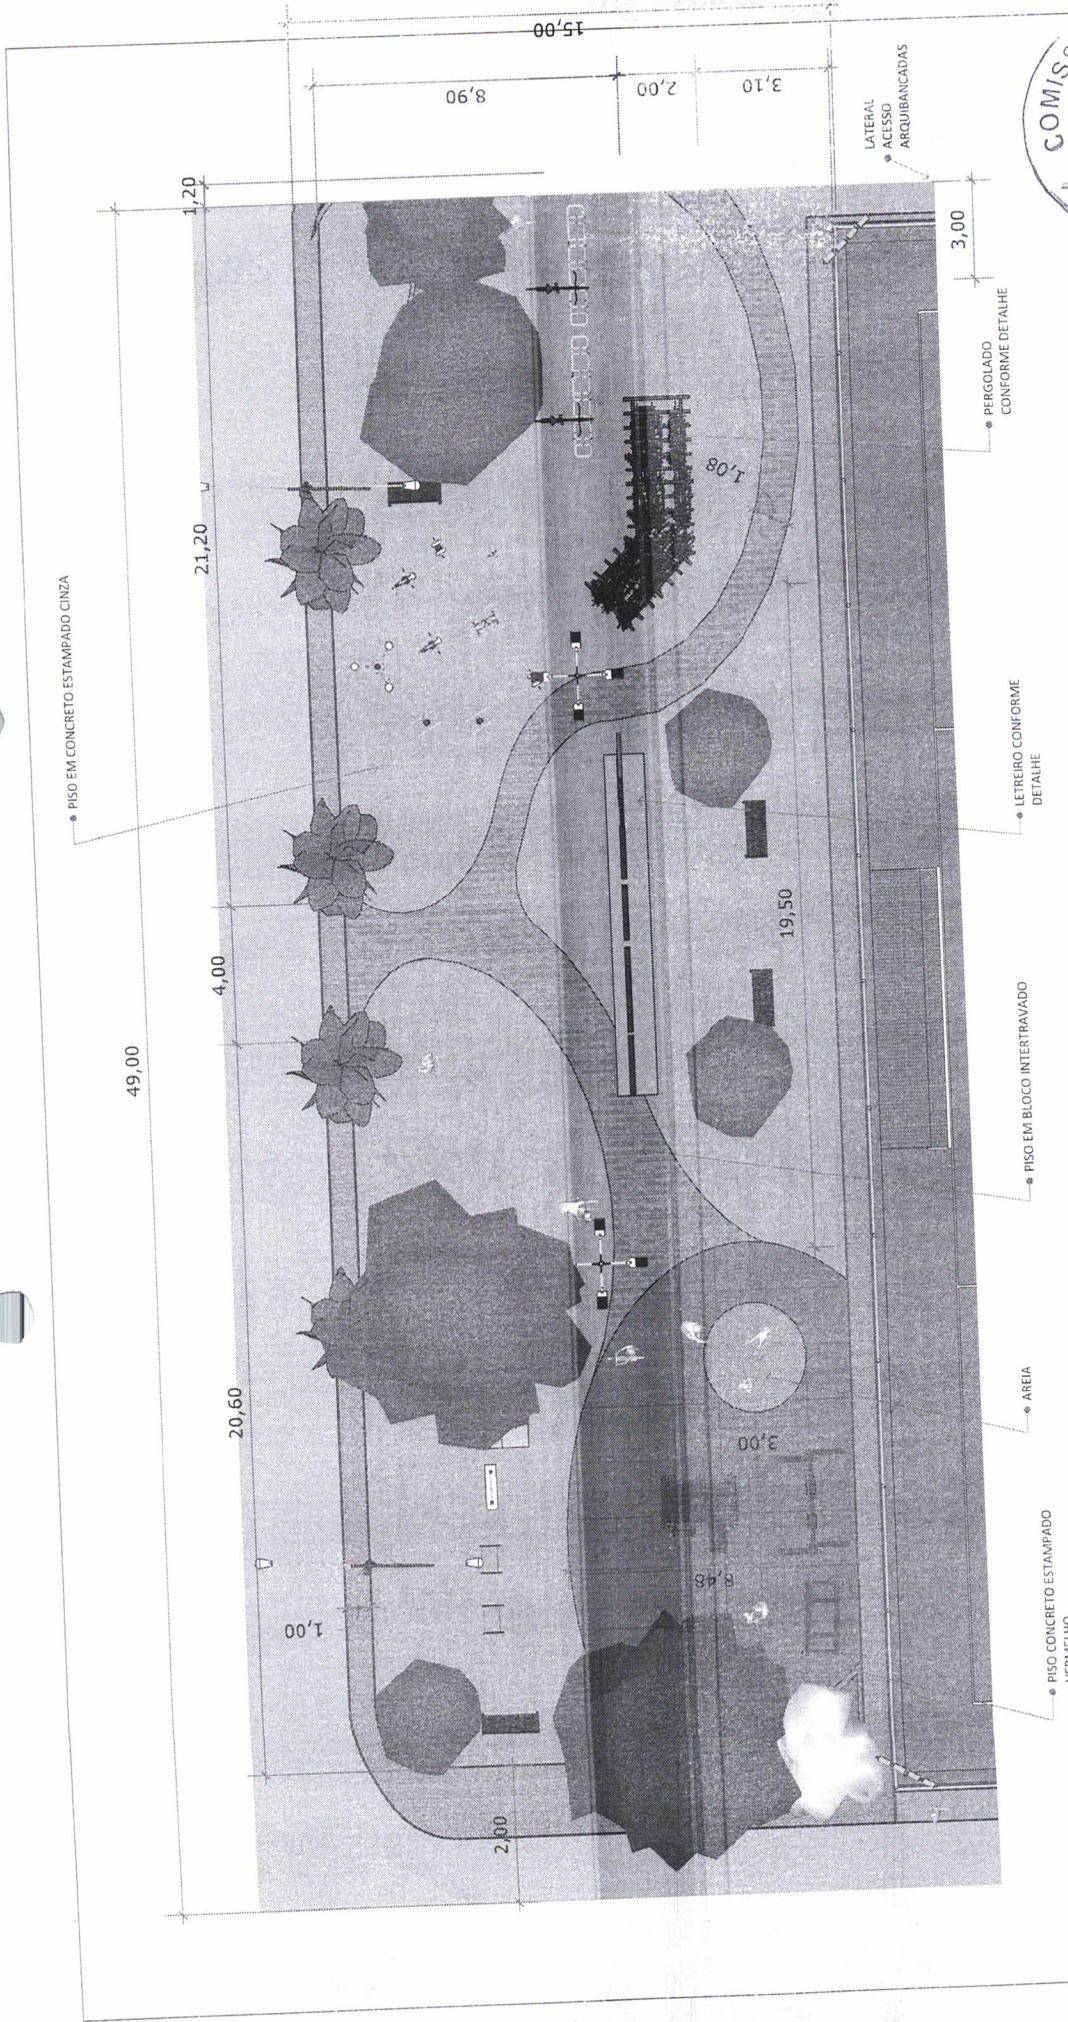 15,00
8,90
2,00
3,10
LATERAL
ACESSO
ARQUIBANCADAS
COMISS
1,20
3,00
PERGOLADO
CONFORME DETALHE
1,08
21,20
PISO EM CONCRETO ESTAMPADO CINZA
LETREIRO CONFORME
DETALHE
19,50
4,00
49,00
PISO EM BLOCO INTERTRAVADO
20,60
AREIA
3,00
8,48
1,00
PISO CONCRETO ESTAMPADO
VERMELHO
2,00